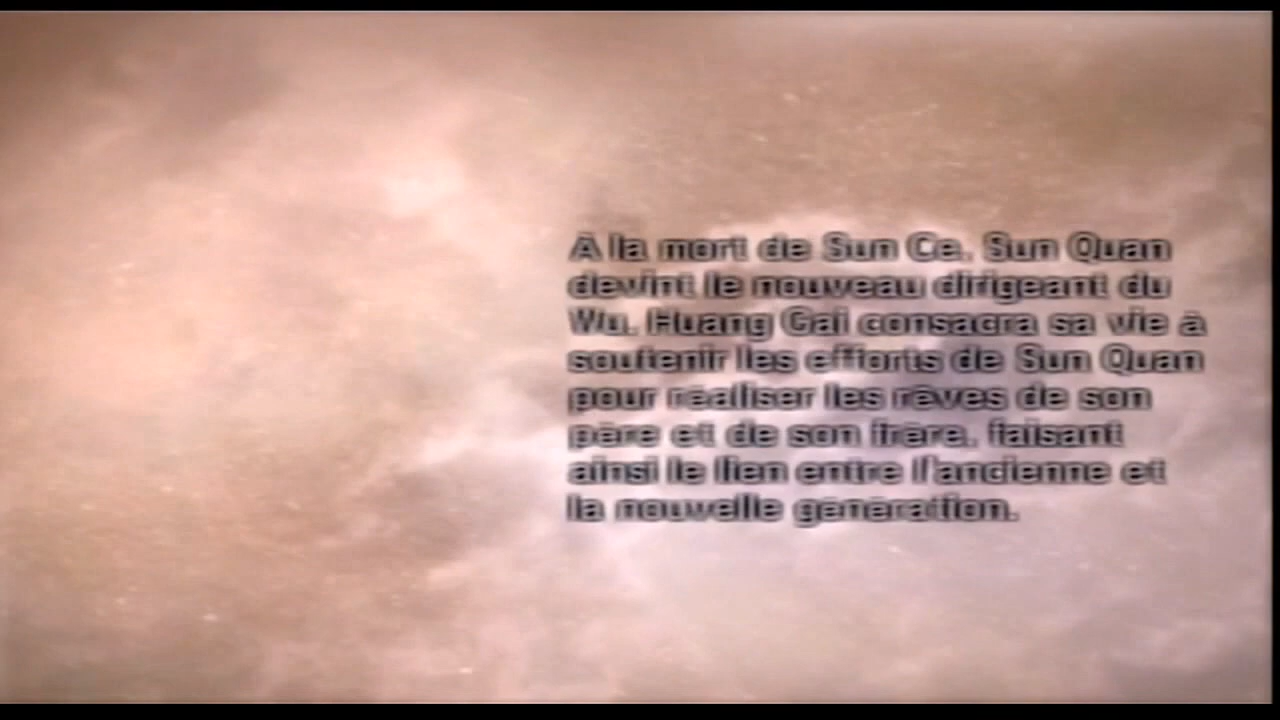 A la mort de Sun Ce, Sun Quan
devint le nouveau dirigeant du
Wu. Huang Gai consacra sa vie à
soutenir les efforts de Sun Quan
pour réaliser les rêves de son
père et de son frère, faisant
ainsi le lien entre l'ancienne et
la nouvelle génération.